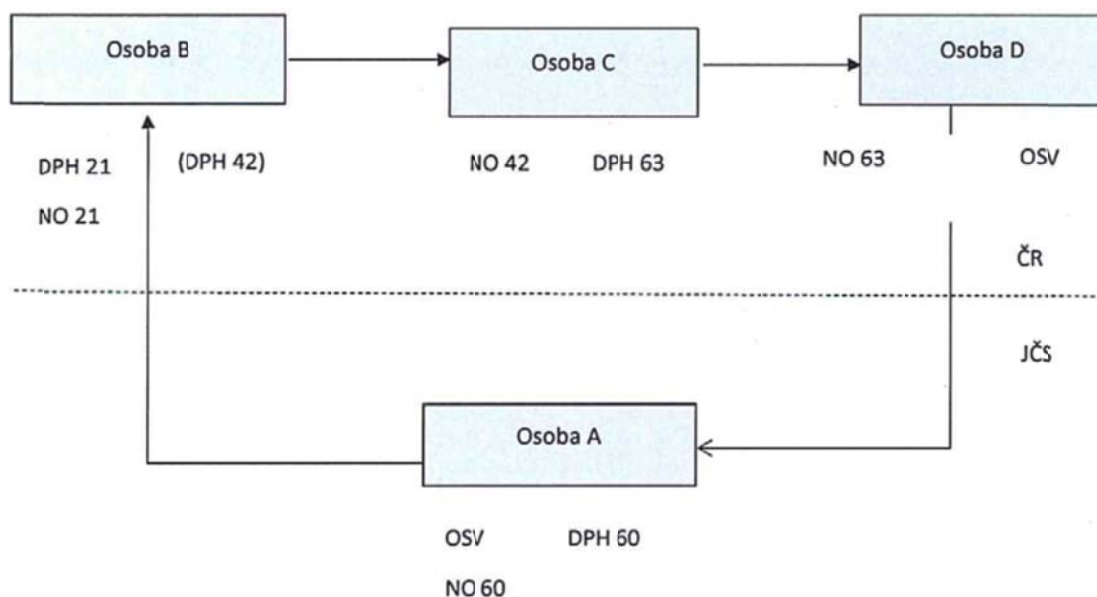 Osoba B
Osoba C
Osoba D
DPH 21
(DPH 42)
NO 21
NO 42
DPH 63
NO 63
OSV
ČR
JČS
Osoba A
OSV
DPH 60
NO 60